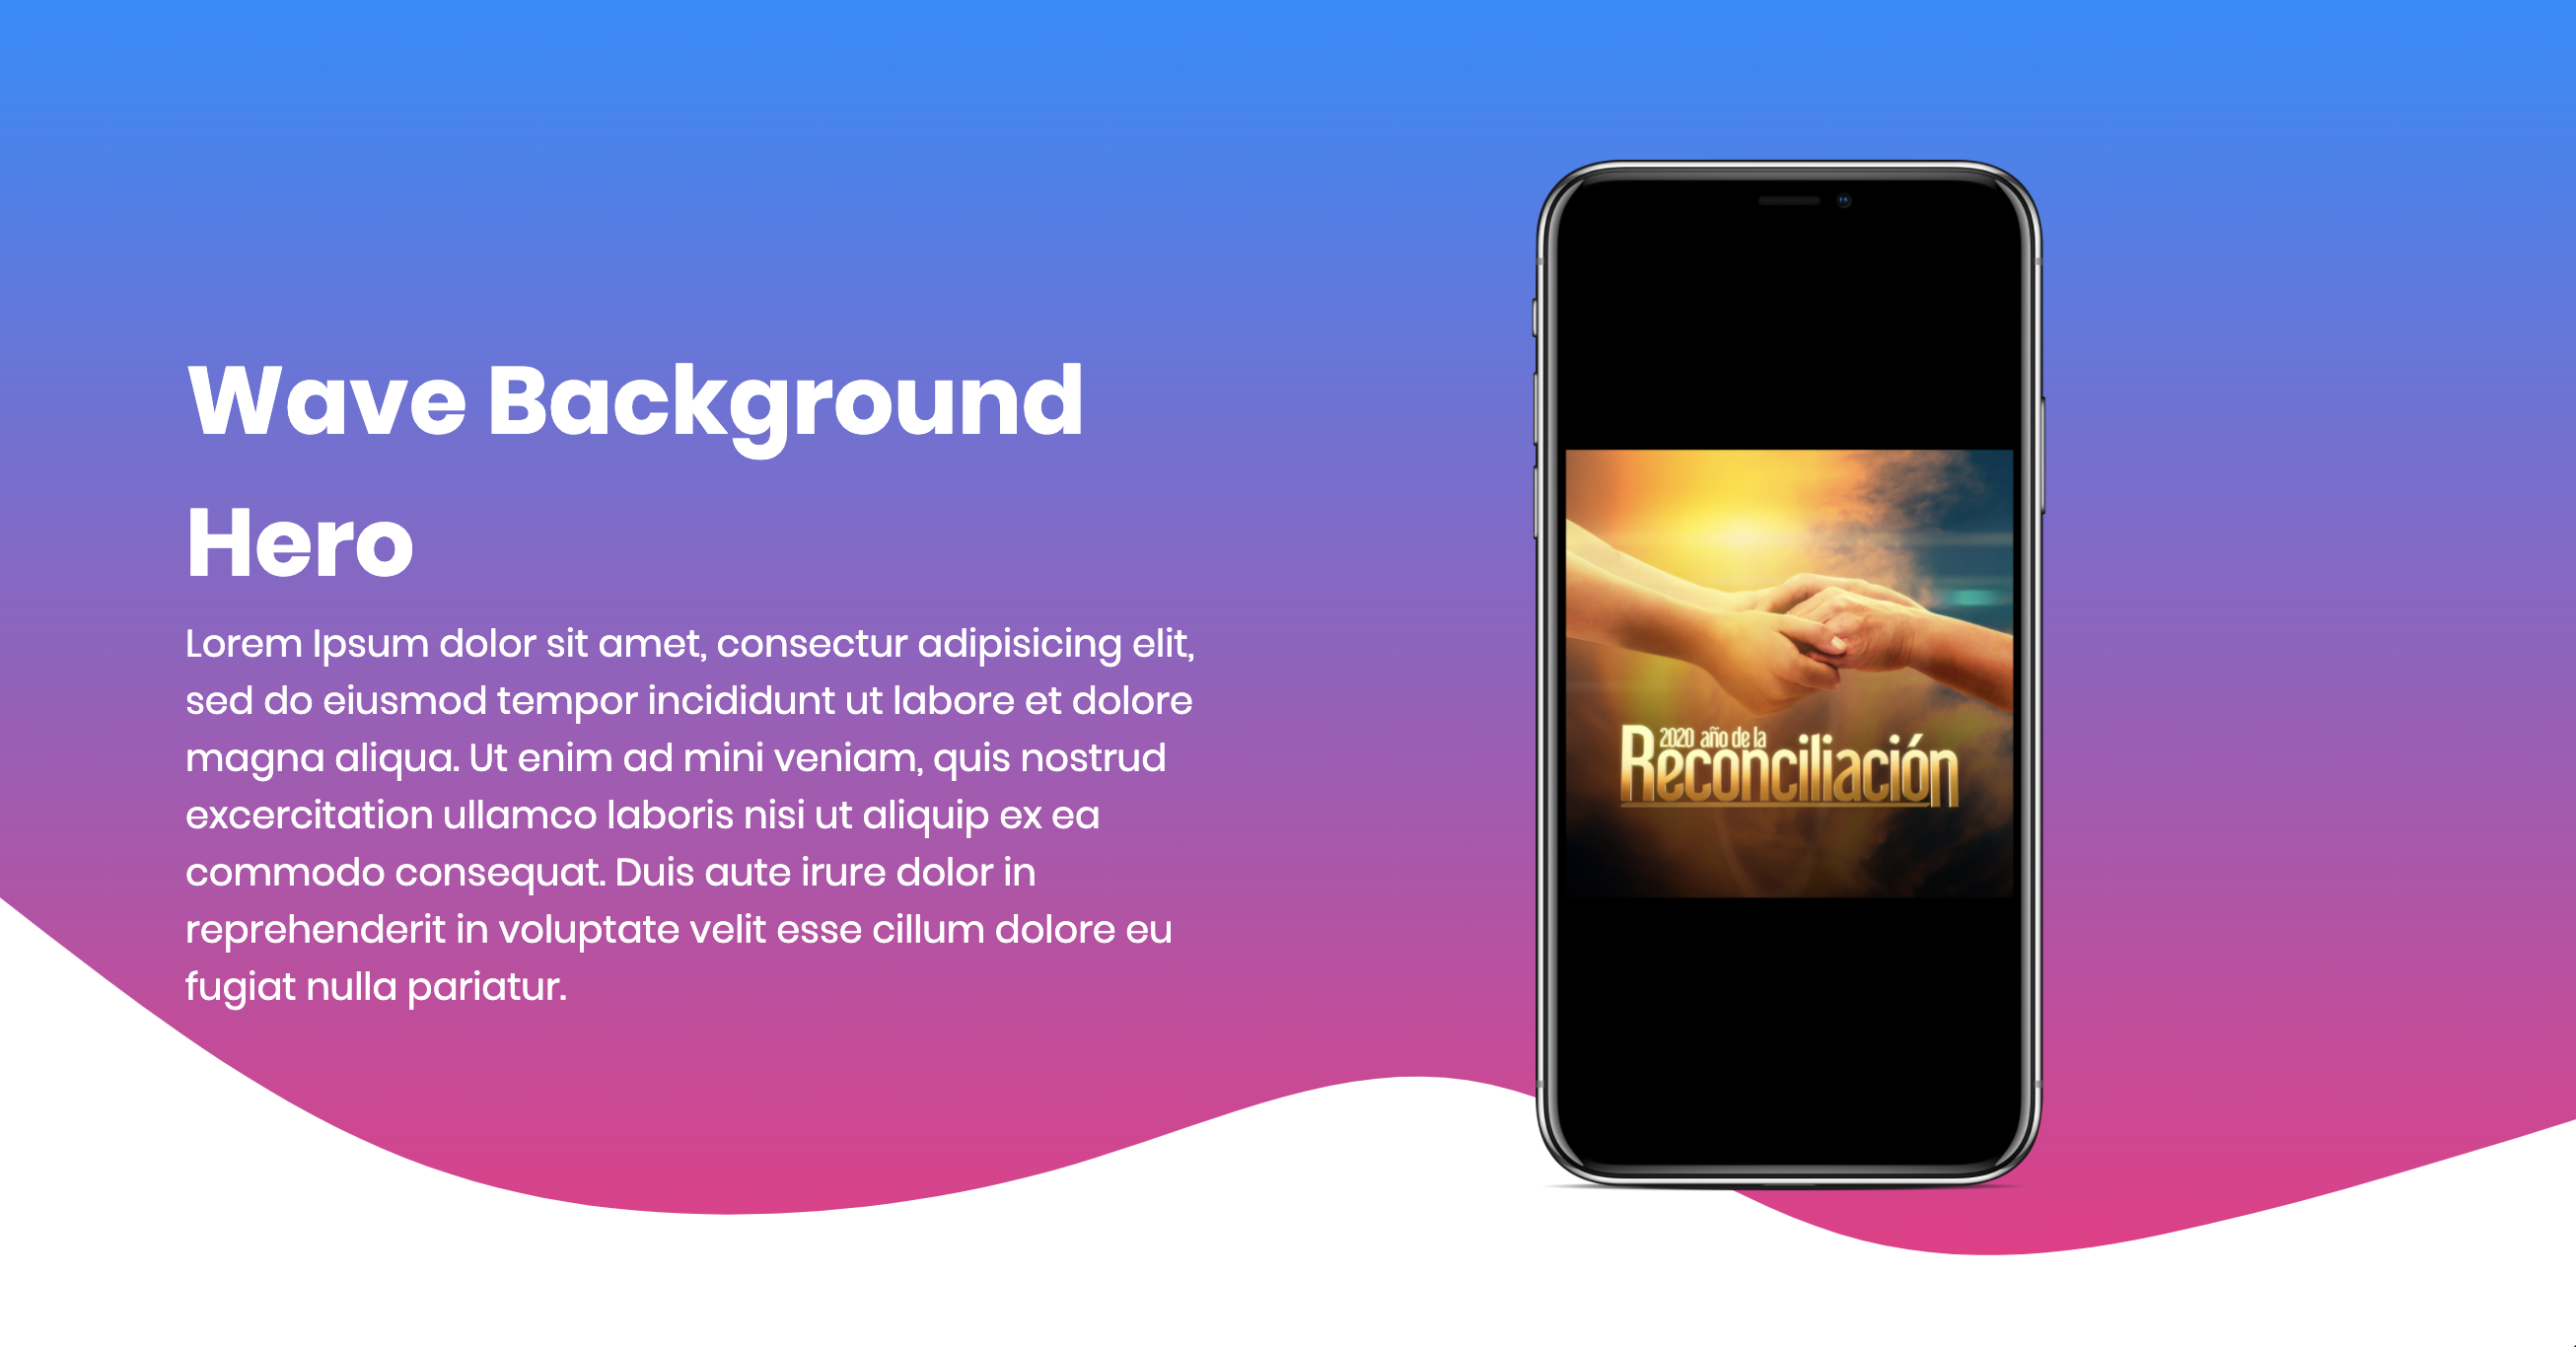 Wave Background
Hero
Lorem Ipsum dolor sit amet, consectur adipisicing elit,
sed do eiusmod tempor incididunt ut labore et dolore
magna aliqua. Ut enim ad mini veniam, quis nostrud
excercitation ullamco laboris nisi ut aliquip ex ea
commodo consequat. Duis aute irure dolor in
reprehenderit in voluptate velit esse cillum dolore eu
fugiat nulla pariatur.
2020 año de la
Reconciliación